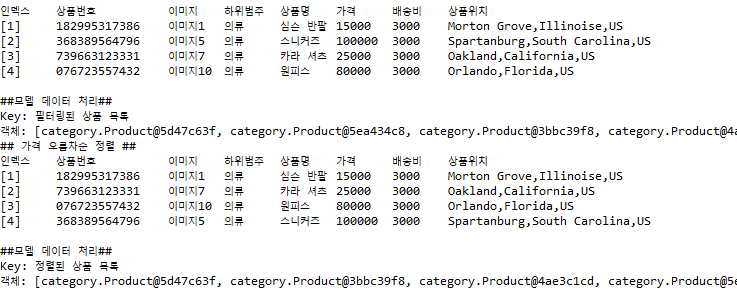 인덱스 상품번호 이미지 하위범주 상품명 가격 배송비 상품위치
[1] 182995317386 이미지1 의류 심슨 반팔 15000 3000 Morton Grove,Illinoise,US
[2] 368389564796 이미지5 의류 스니커즈 100000 3000 Spartanburg,South Carolina,US
[3] 739663123331 이미지7 의류 카라 셔츠 25000 3000 Oakland,California,US
[4] 076723557432 이미지10 의류 원피스 80000 3000 Orlando,Florida,US
##모델 데이터 처리##
Key: 필터링된 상품 목록
객체: [category.Product@5d47c63f, category.Product@5ea434c8, category.Product@3bbc39f8, category.Product@4a
## 가격 오름차순 정렬 ##
인덱스 상품번호 이미지 하위범주 상품명 가격 배송비 상품위치
[1] 182995317386 이미지1 의류 심슨 반팔 15000 3000 Morton Grove,Illinoise,US
[2] 739663123331 이미지7 의류 카라 셔츠 25000 3000 Oakland,California,US
[3] 076723557432 이미지10 의류 원피스 80000 3000 Orlando,Florida,US
[4] 368389564796 이미지5 의류 스니커즈 100000 3000 Spartanburg,South Carolina,US
##모델 데이터 처리##
Key: 정렬된 상품 목록
객체: [category.Product@5d47c63f, category.Product@3bbc39f8, category.Product@4ae3c1cd, category.Product@5e